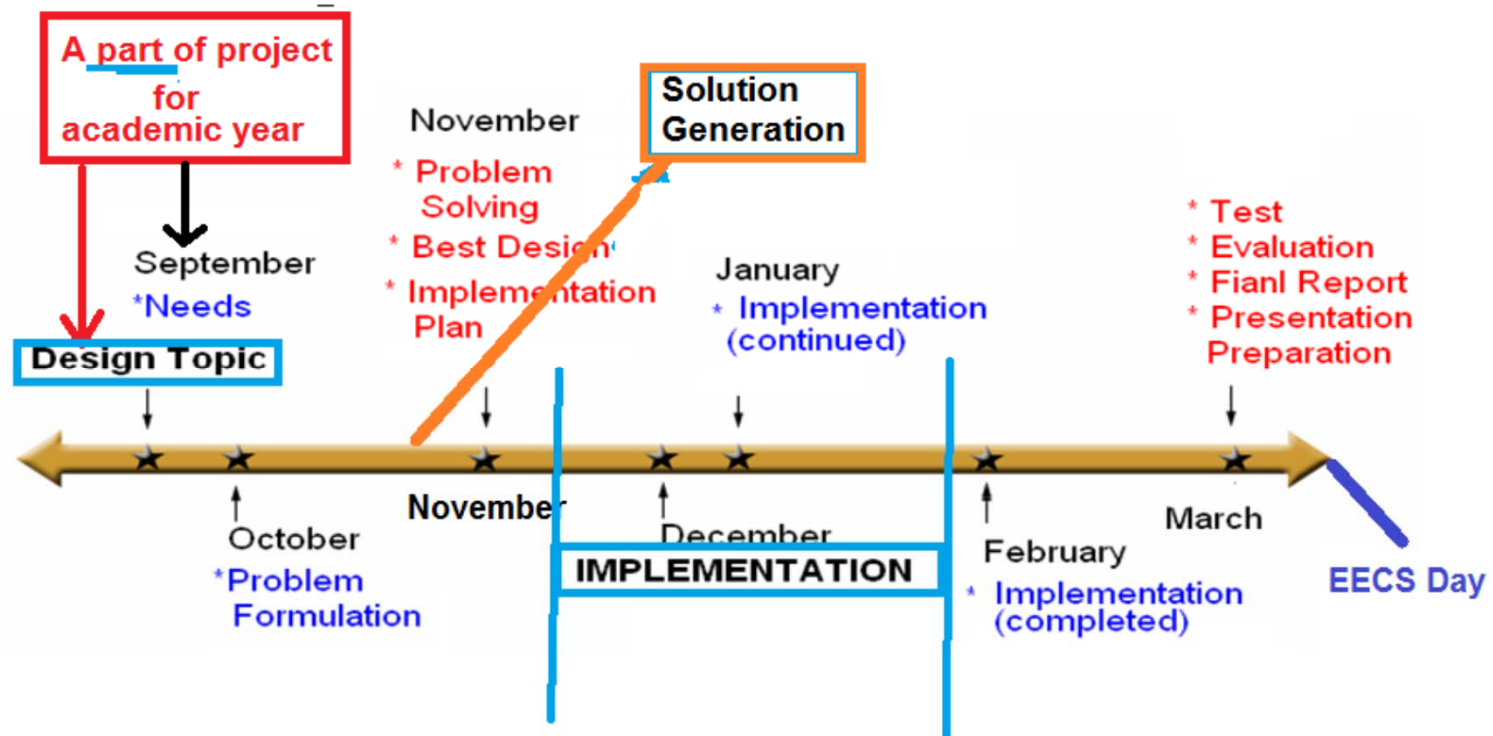 A part of project
for
academic year
September
*Needs
Design Topic
November
* Problem
Solving
* Best Design
* Implementation
Plan
Solution
Generation
January
* Implementation
(continued)
* Test
* Evaluation
* Fianl Report
* Presentation
Preparation
October
*Problem
Formulation
November
December
IMPLEMENTATION
February
* Implementation
(completed)
March
EECS Day